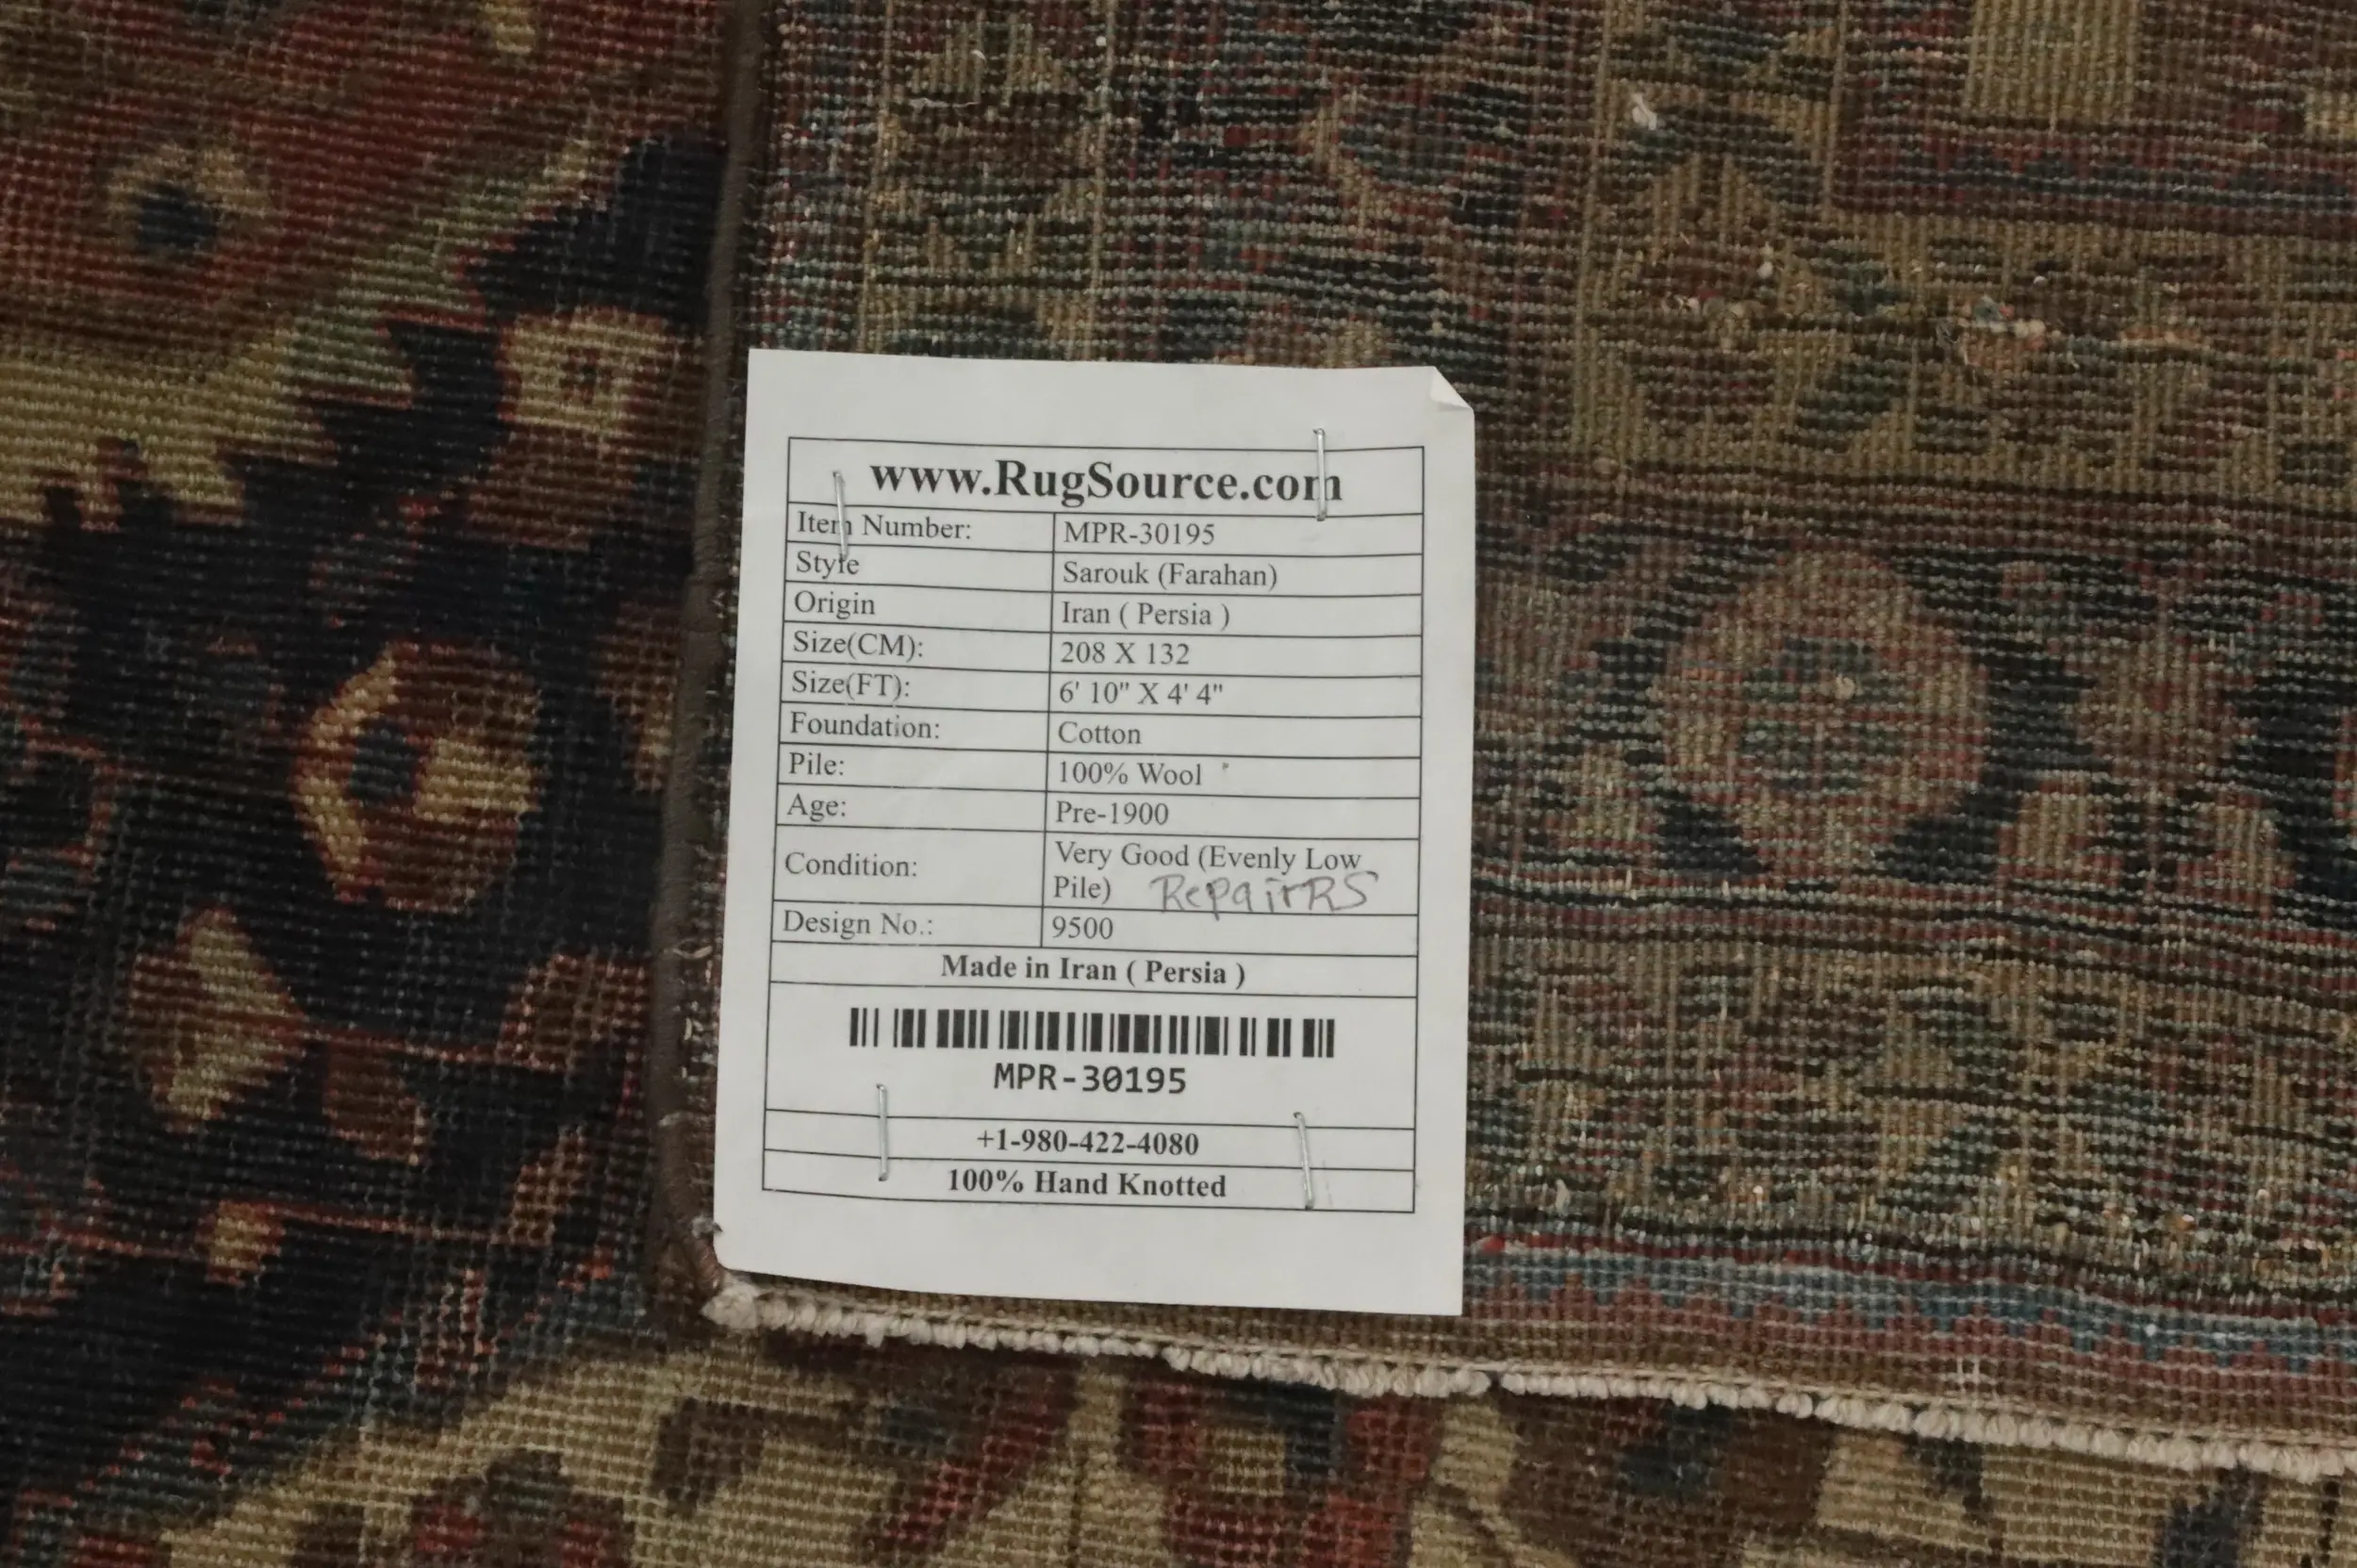 www.RugSource.com
Item Number: MPR-30195
Style Sarouk (Farahan)
Origin Iran ( Persia )
Size(CM): 208 X 132
Size(FT): 6' 10" X 4' 4"
Foundation: Cotton
Pile: 100% Wool
Age: Pre-1900
Condition: Very Good (Evenly Low
Pile) RepairRS
Design No.: 9500
Made in Iran ( Persia )
MPR-30195
+1-980-422-4080
100% Hand Knotted